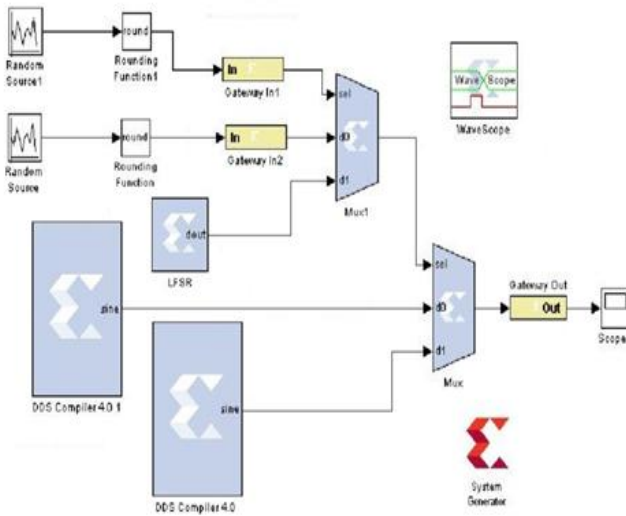 Random
Source1
round
Rounding
Function1
In
Gateway In1
Random
Source
round
Rounding
Function
In
Gateway In2
sel
d0
d1
Mux1
Wave Scope
WaveScope
dout
LFSR
sine
DDS Compiler 4.0 1
sine
DDS Compiler 4.0
sel
d0
d1
Mux
Gateway Out
Out
Scope
System
Generator